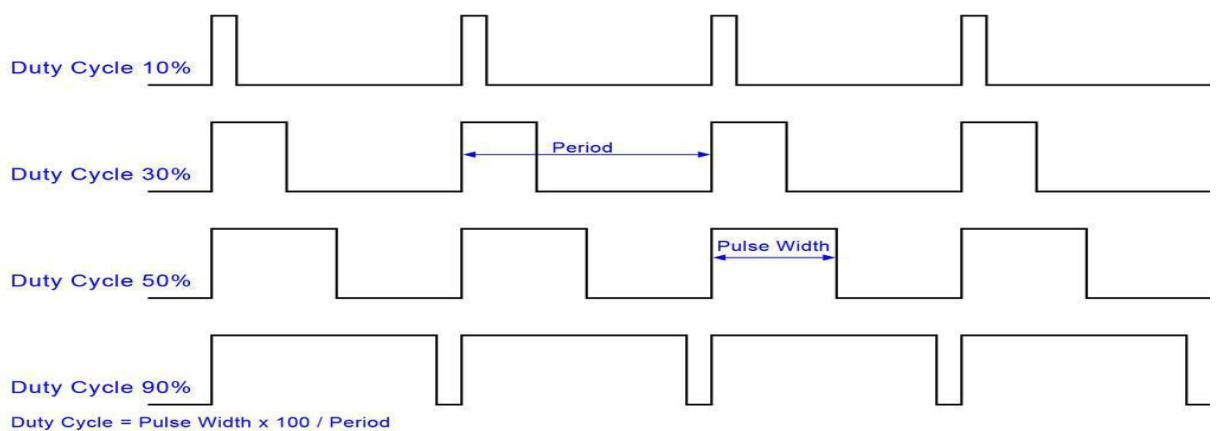 Duty Cycle 10%
Period
Duty Cycle 30%
Pulse Width
Duty Cycle 50%
Duty Cycle 90%
Duty Cycle = Pulse Width x 100 / Period